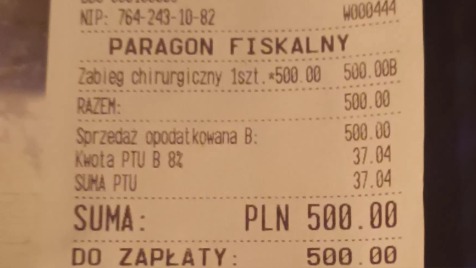 NIP: 764-243-10-82 W000444
PARAGON FISKALNY
Zabieg chirurgiczny 1szt.*500.00 500.00B
RAZEM: 500.00
Sprzedaż opodatkowana B: 500.00
Kwota PTU B 8% 37.04
SUMA PTU 37.04
SUMA: PLN 500.00
DO ZAPŁATY: 500.00